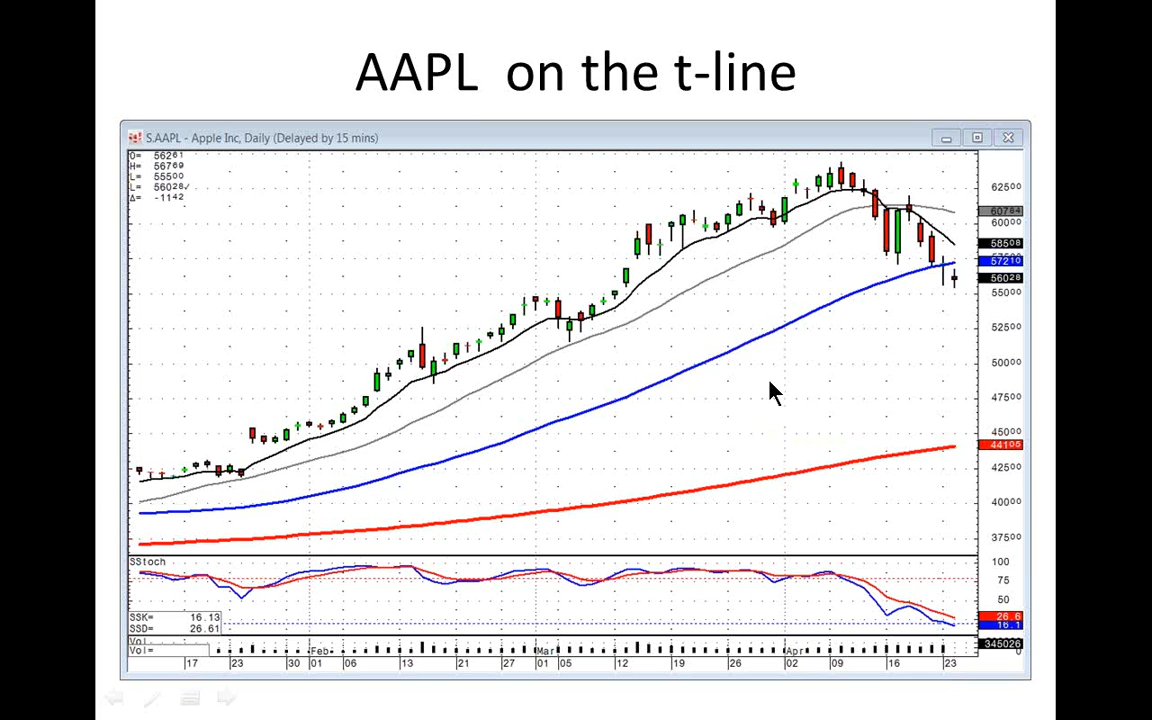 AAPL on the t-line
S.AAPL - Apple Inc, Daily (Delayed by 15 mins)
O= 56261
H= 56769
L= 55500
L= 56028
Δ= -1142
62500
60784
60000
58508
57210
56028
55000
52500
50000
47500
45000
44105
42500
40000
37500
SStoch
100
75
50
SSK= 16.13
SSD= 26.61
26.6
16.1
Vol=
345026
0
17 23 30 Feb 01 06 13 21 27 Mar 01 05 12 19 26 Apr 02 09 16 23